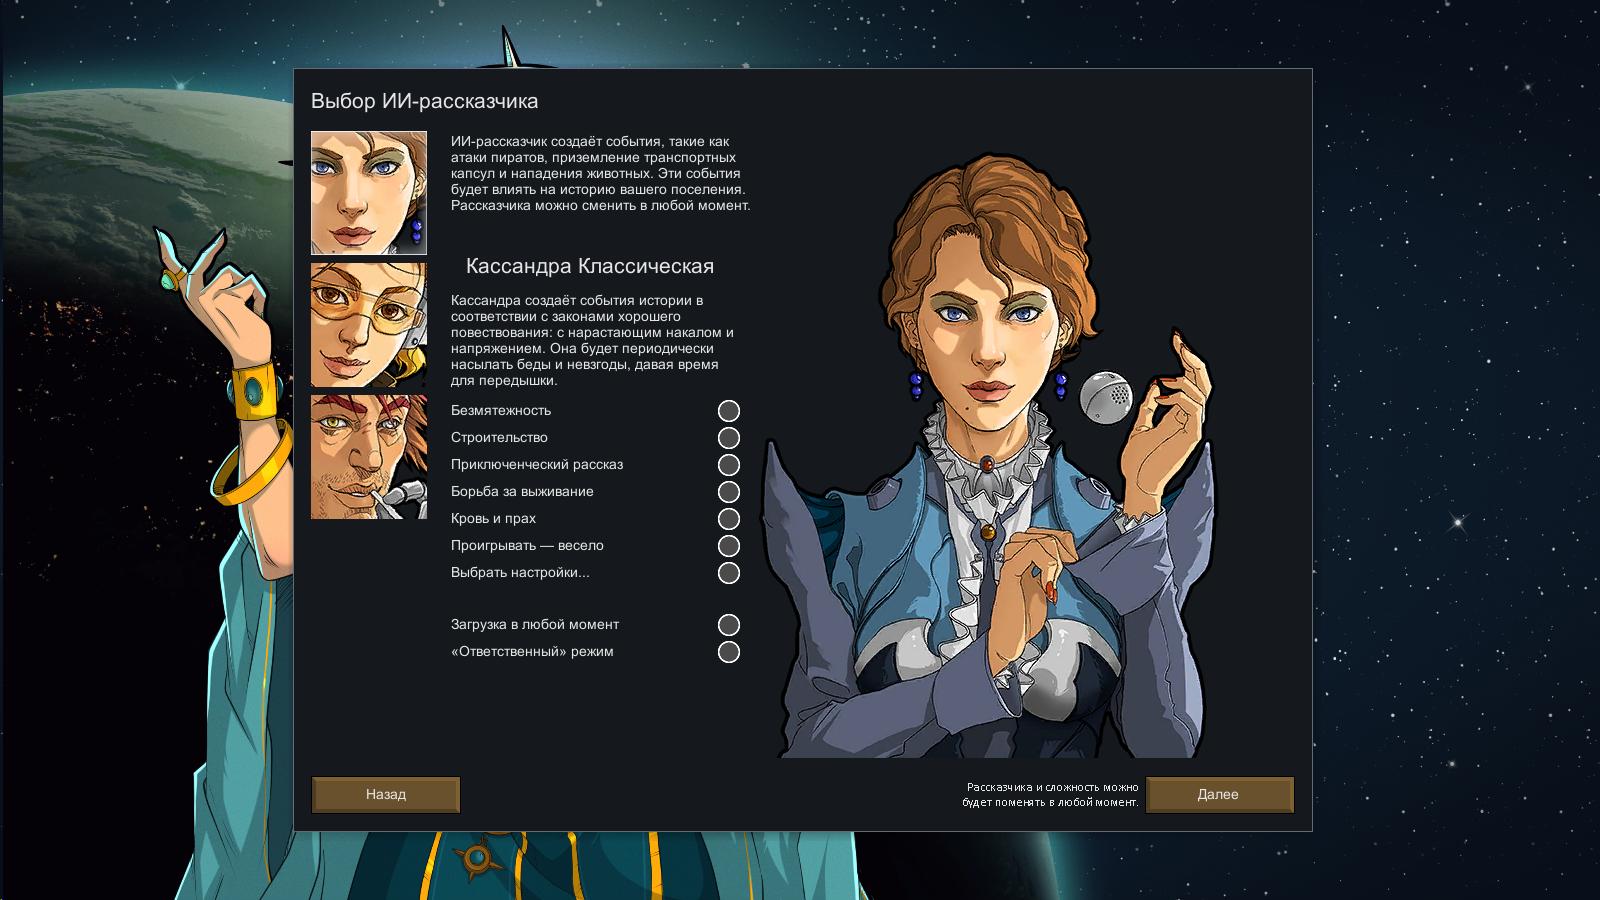 Выбор ИИ-рассказчика
ИИ-рассказчик создаёт события, такие как
атаки пиратов, приземление транспортных
капсул и нападения животных. Эти события
будет влиять на историю вашего поселения.
Рассказчика можно сменить в любой момент.
Кассандра Классическая
Кассандра создаёт события истории в
соответствии с законами хорошего
повествования: с нарастающим накалом и
напряжением. Она будет периодически
насылать беды и невзгоды, давая время
для передышки.
Безмятежность
Строительство
Приключенческий рассказ
Борьба за выживание
Кровь и прах
Проигрывать — весело
Выбрать настройки...
Загрузка в любой момент
«Ответственный» режим
Назад
Рассказчика и сложность можно
будет поменять в любой момент.
Далее